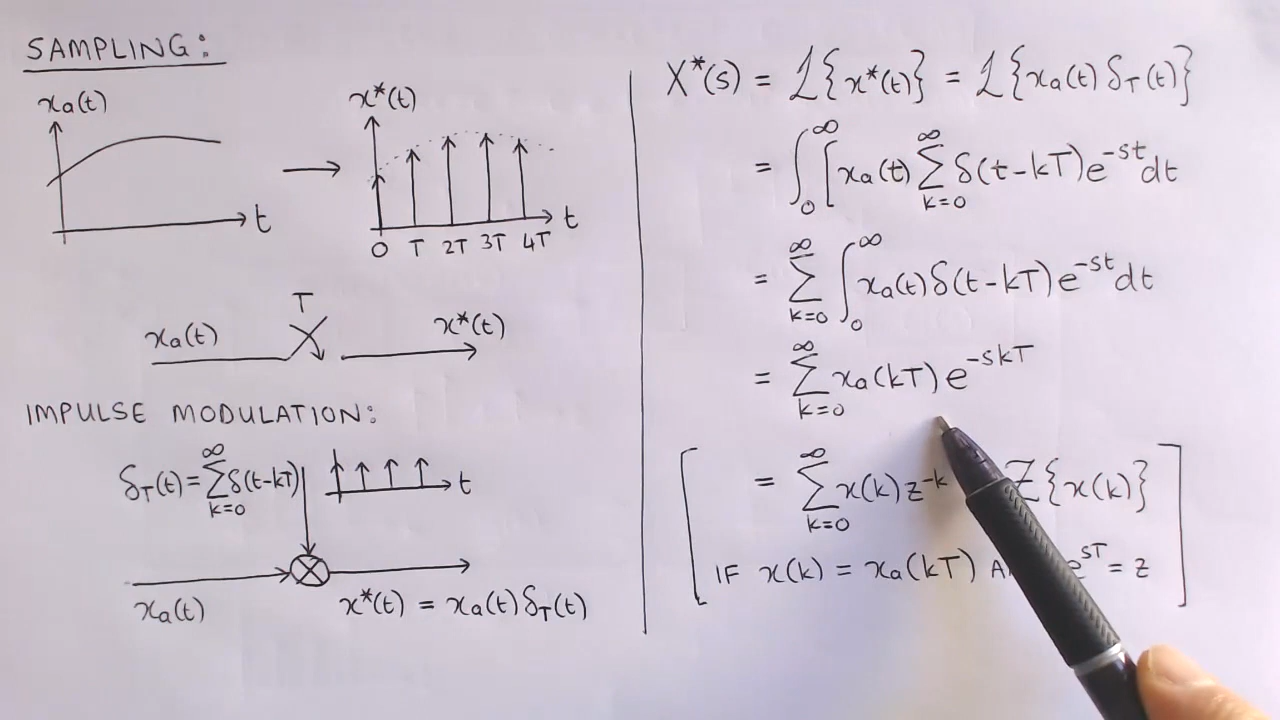 SAMPLING:
xa(t)
t
x*(t)
t
0 T 2T 3T 4T
T
xa(t)
x*(t)
IMPULSE MODULATION:
δT(t) = ∑ k=0 ∞ δ(t-kT)
t
xa(t)
x*(t) = xa(t) δT(t)
X*(s) = ℒ{x*(t)} = ℒ{xa(t) δT(t)}
= ∫ 0 ∞ [xa(t) ∑ k=0 ∞ δ(t-kT) e^-st dt
= ∑ k=0 ∞ ∫ 0 ∞ xa(t) δ(t-kT) e^-st dt
= ∑ k=0 ∞ xa(kT) e^-skT
= ∑ k=0 ∞ x(k) z^-k Z{x(k)}
IF x(k) = xa(kT) e^sT = z